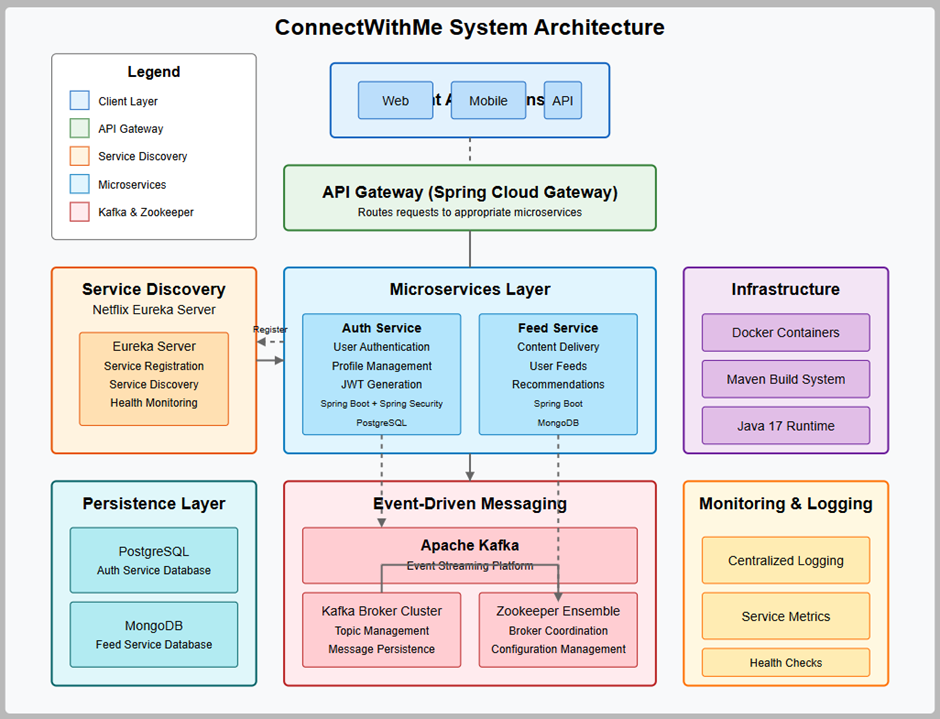 ConnectWithMe System Architecture
Legend
Client Layer
API Gateway
Service Discovery
Microservices
Kafka & Zookeeper
Web
Mobile
API
API Gateway (Spring Cloud Gateway)
Routes requests to appropriate microservices
Service Discovery
Netflix Eureka Server
Eureka Server
Service Registration
Service Discovery
Health Monitoring
Register
Microservices Layer
Auth Service
User Authentication
Profile Management
JWT Generation
Spring Boot + Spring Security
PostgreSQL
Feed Service
Content Delivery
User Feeds
Recommendations
Spring Boot
MongoDB
Infrastructure
Docker Containers
Maven Build System
Java 17 Runtime
Persistence Layer
PostgreSQL
Auth Service Database
MongoDB
Feed Service Database
Event-Driven Messaging
Apache Kafka
Event Streaming Platform
Kafka Broker Cluster
Topic Management
Message Persistence
Zookeeper Ensemble
Broker Coordination
Configuration Management
Monitoring & Logging
Centralized Logging
Service Metrics
Health Checks